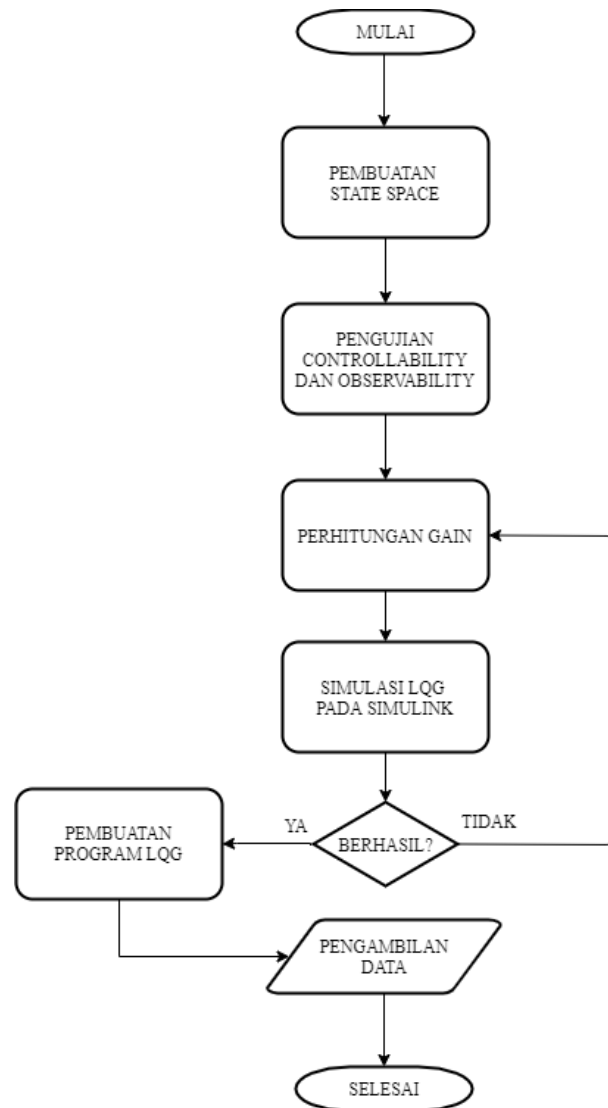 MULAI
PEMBUATAN
STATE SPACE
PENGUJIAN
CONTROLLABILITY
DAN OBSERVABILITY
PERHITUNGAN GAIN
SIMULASI LQG
PADA SIMULINK
BERHASIL?
YA
TIDAK
PEMBUATAN
PROGRAM LQG
PENGAMBILAN
DATA
SELESAI